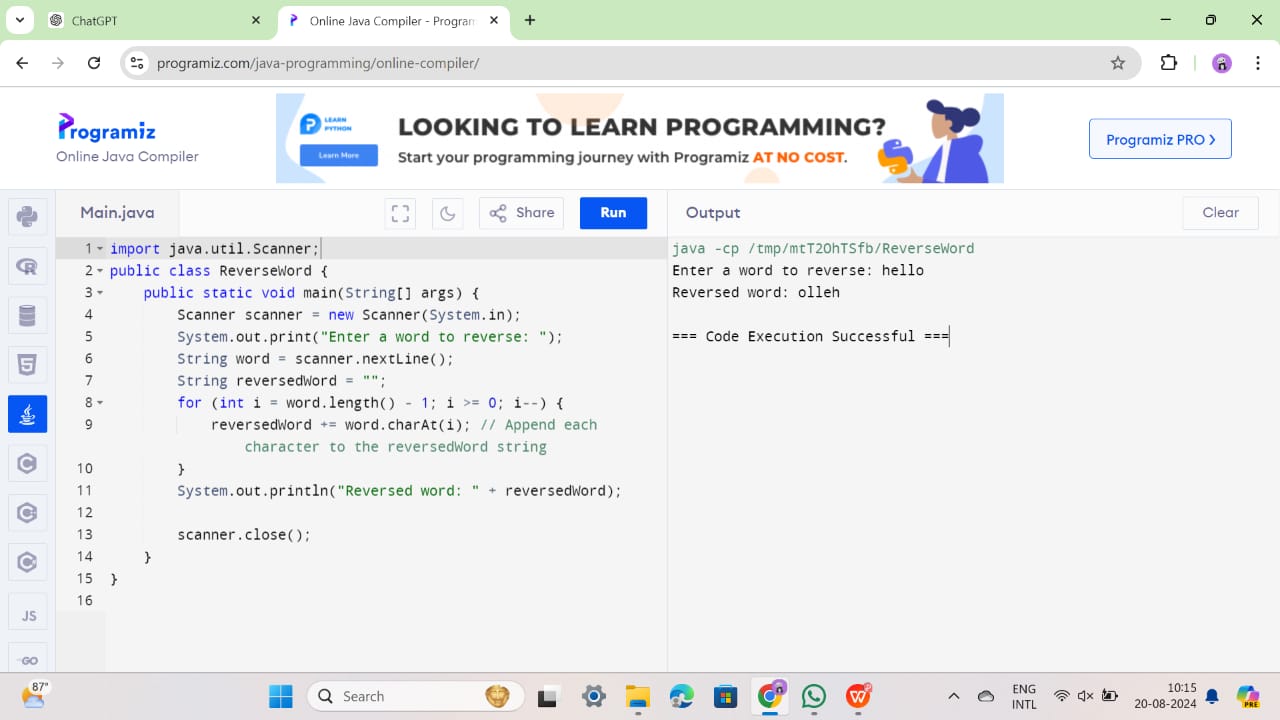 ChatGPT
Online Java Compiler - Program
programiz.com/java-programming/online-compiler/
Programiz
Online Java Compiler
LEARN PYTHON
Learn More
LOOKING TO LEARN PROGRAMMING?
Start your programming journey with Programiz AT NO COST.
Programiz PRO
Main.java
Share
Run
Output
Clear
1 import java.util.Scanner;
2 public class ReverseWord {
3 public static void main(String[] args) {
4 Scanner scanner = new Scanner(System.in);
5 System.out.print("Enter a word to reverse: ");
6 String word = scanner.nextLine();
7 String reversedWord = "";
8 for (int i = word.length() - 1; i >= 0; i--) {
9 reversedWord += word.charAt(i); // Append each
character to the reversedWord string
10 }
11 System.out.println("Reversed word: " + reversedWord);
12
13 scanner.close();
14 }
15 }
16
java -cp /tmp/mtT2OhTSfb/ReverseWord
Enter a word to reverse: hello
Reversed word: olleh
=== Code Execution Successful ===
JS
GO
87°
Search
ENG
INTL
10:15
20-08-2024
PRE